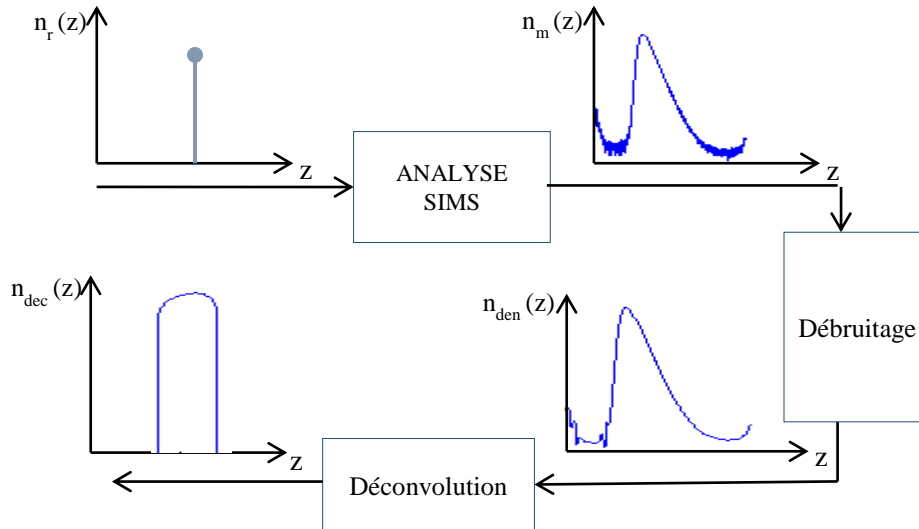 n_r (z)
z
ANALYSE
SIMS
n_m (z)
z
Débruitage
n_den (z)
z
Déconvolution
n_dec (z)
z